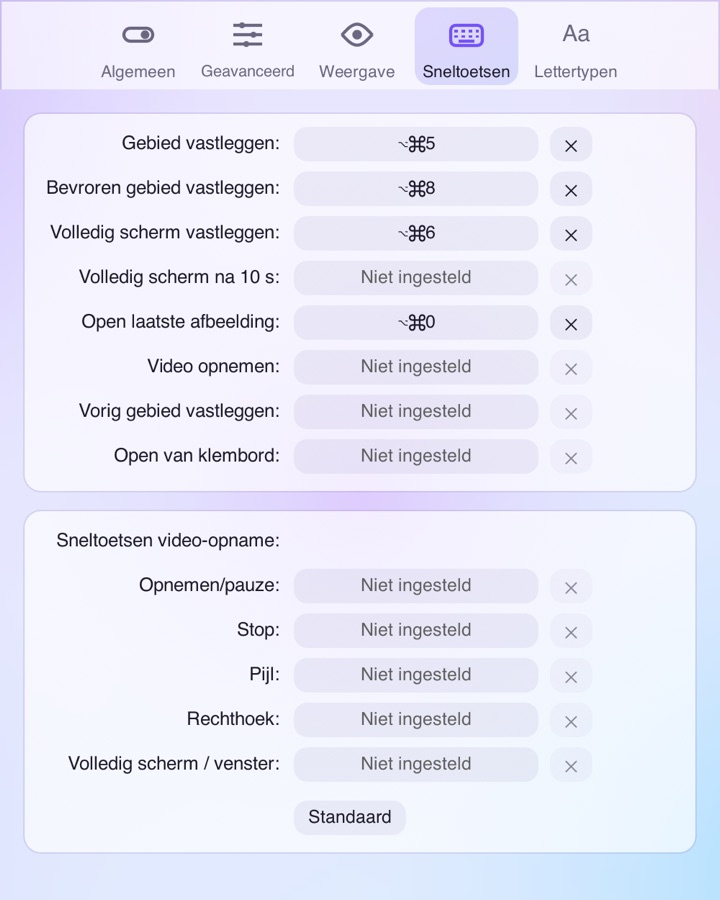 Algemeen
Geavanceerd
Weergave
Sneltoetsen
Aa
Lettertypen
Gebied vastleggen: ⌥⌘5
Bevroren gebied vastleggen: ⌥⌘8
Volledig scherm vastleggen: ⌥⌘6
Volledig scherm na 10 s: Niet ingesteld
Open laatste afbeelding: ⌥⌘0
Video opnemen: Niet ingesteld
Vorig gebied vastleggen: Niet ingesteld
Open van klembord: Niet ingesteld
Sneltoetsen video-opname:
Opnemen/pauze: Niet ingesteld
Stop: Niet ingesteld
Pijl: Niet ingesteld
Rechthoek: Niet ingesteld
Volledig scherm / venster: Niet ingesteld
Standaard